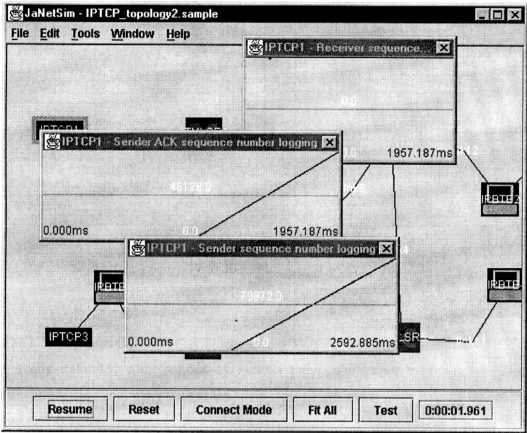 JaNetSim - IPTCP_topology2.sample
File Edit Tools Window Help
IPTCP1 - Receiver sequence...
0.0
1957.187ms
IPTCP1 - Sender ACK sequence number logging
46128.0
0.000ms
0.0
1957.187ms
IPTCP1 - Sender sequence number logging
0.000ms
0.0
2592.885ms
IPTCP3
Resume
Reset
Connect Mode
Fit All
Test
0:00:01.961